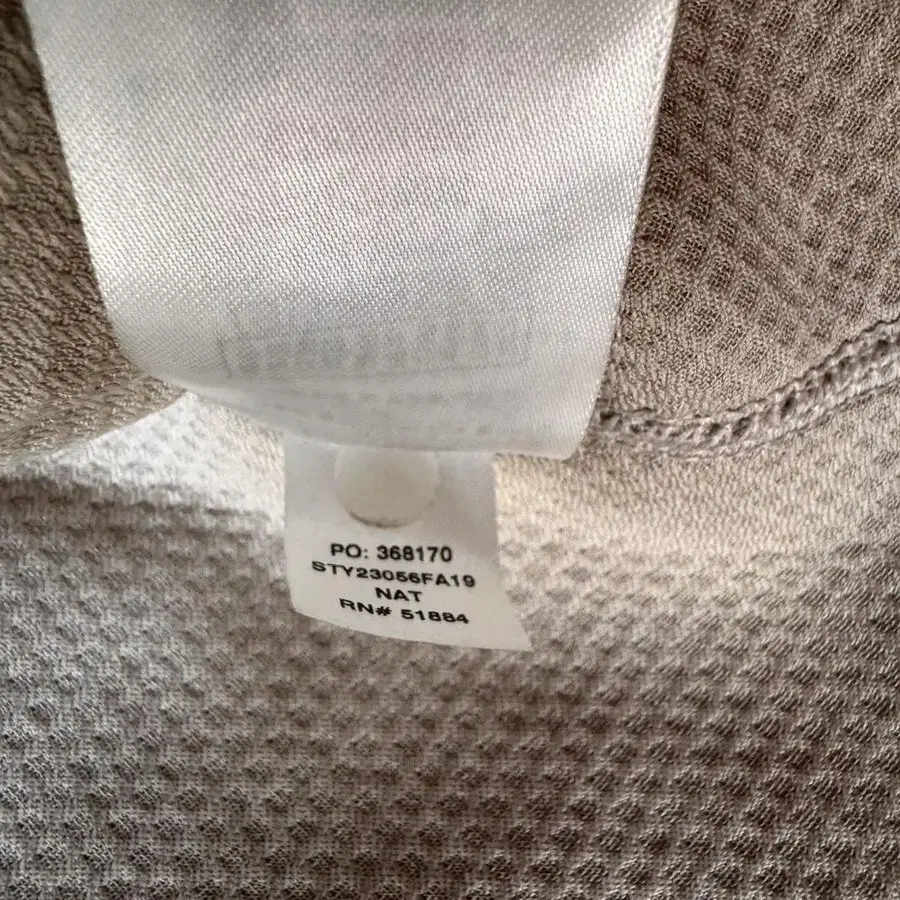 PO: 368170
STY23056FA19
NAT
RN# 51884